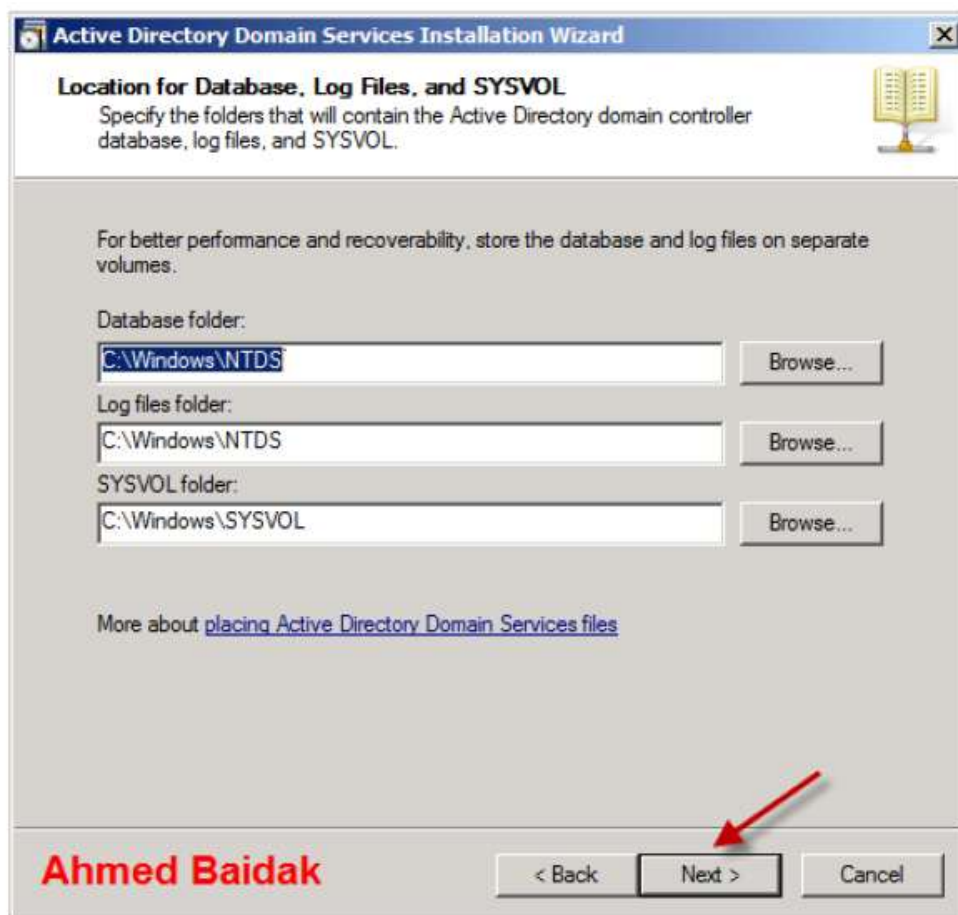 Active Directory Domain Services Installation Wizard
Location for Database, Log Files, and SYSVOL
Specify the folders that will contain the Active Directory domain controller
database, log files, and SYSVOL.
For better performance and recoverability, store the database and log files on separate
volumes.
Database folder:
C:\Windows\NTDS
Browse...
Log files folder:
C:\Windows\NTDS
Browse...
SYSVOL folder:
C:\Windows\SYSVOL
Browse...
More about placing Active Directory Domain Services files
Ahmed Baidak
< Back
Next >
Cancel